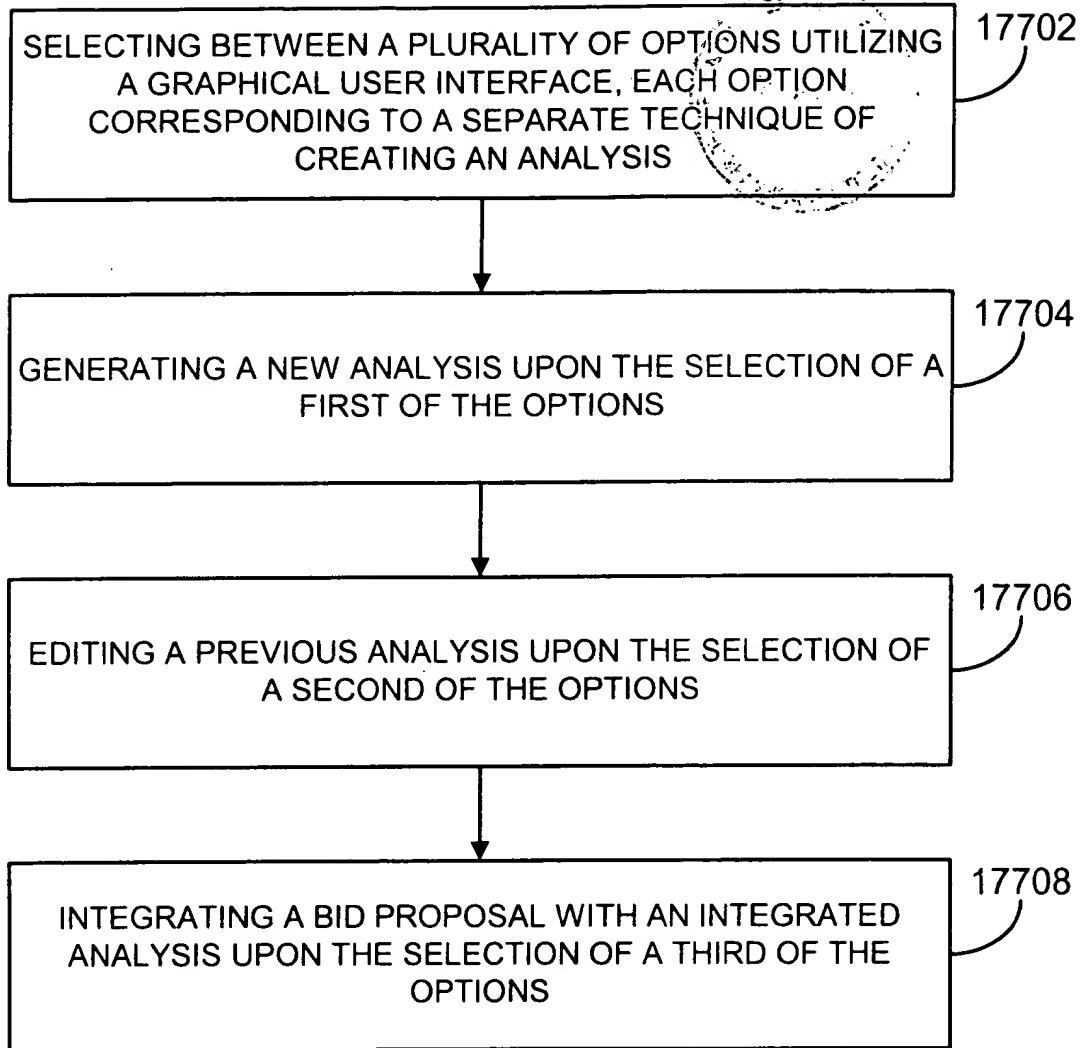 SELECTING BETWEEN A PLURALITY OF OPTIONS UTILIZING
A GRAPHICAL USER INTERFACE, EACH OPTION
CORRESPONDING TO A SEPARATE TECHNIQUE OF
CREATING AN ANALYSIS
17702
GENERATING A NEW ANALYSIS UPON THE SELECTION OF A
FIRST OF THE OPTIONS
17704
EDITING A PREVIOUS ANALYSIS UPON THE SELECTION OF
A SECOND OF THE OPTIONS
17706
INTEGRATING A BID PROPOSAL WITH AN INTEGRATED
ANALYSIS UPON THE SELECTION OF A THIRD OF THE
OPTIONS
17708